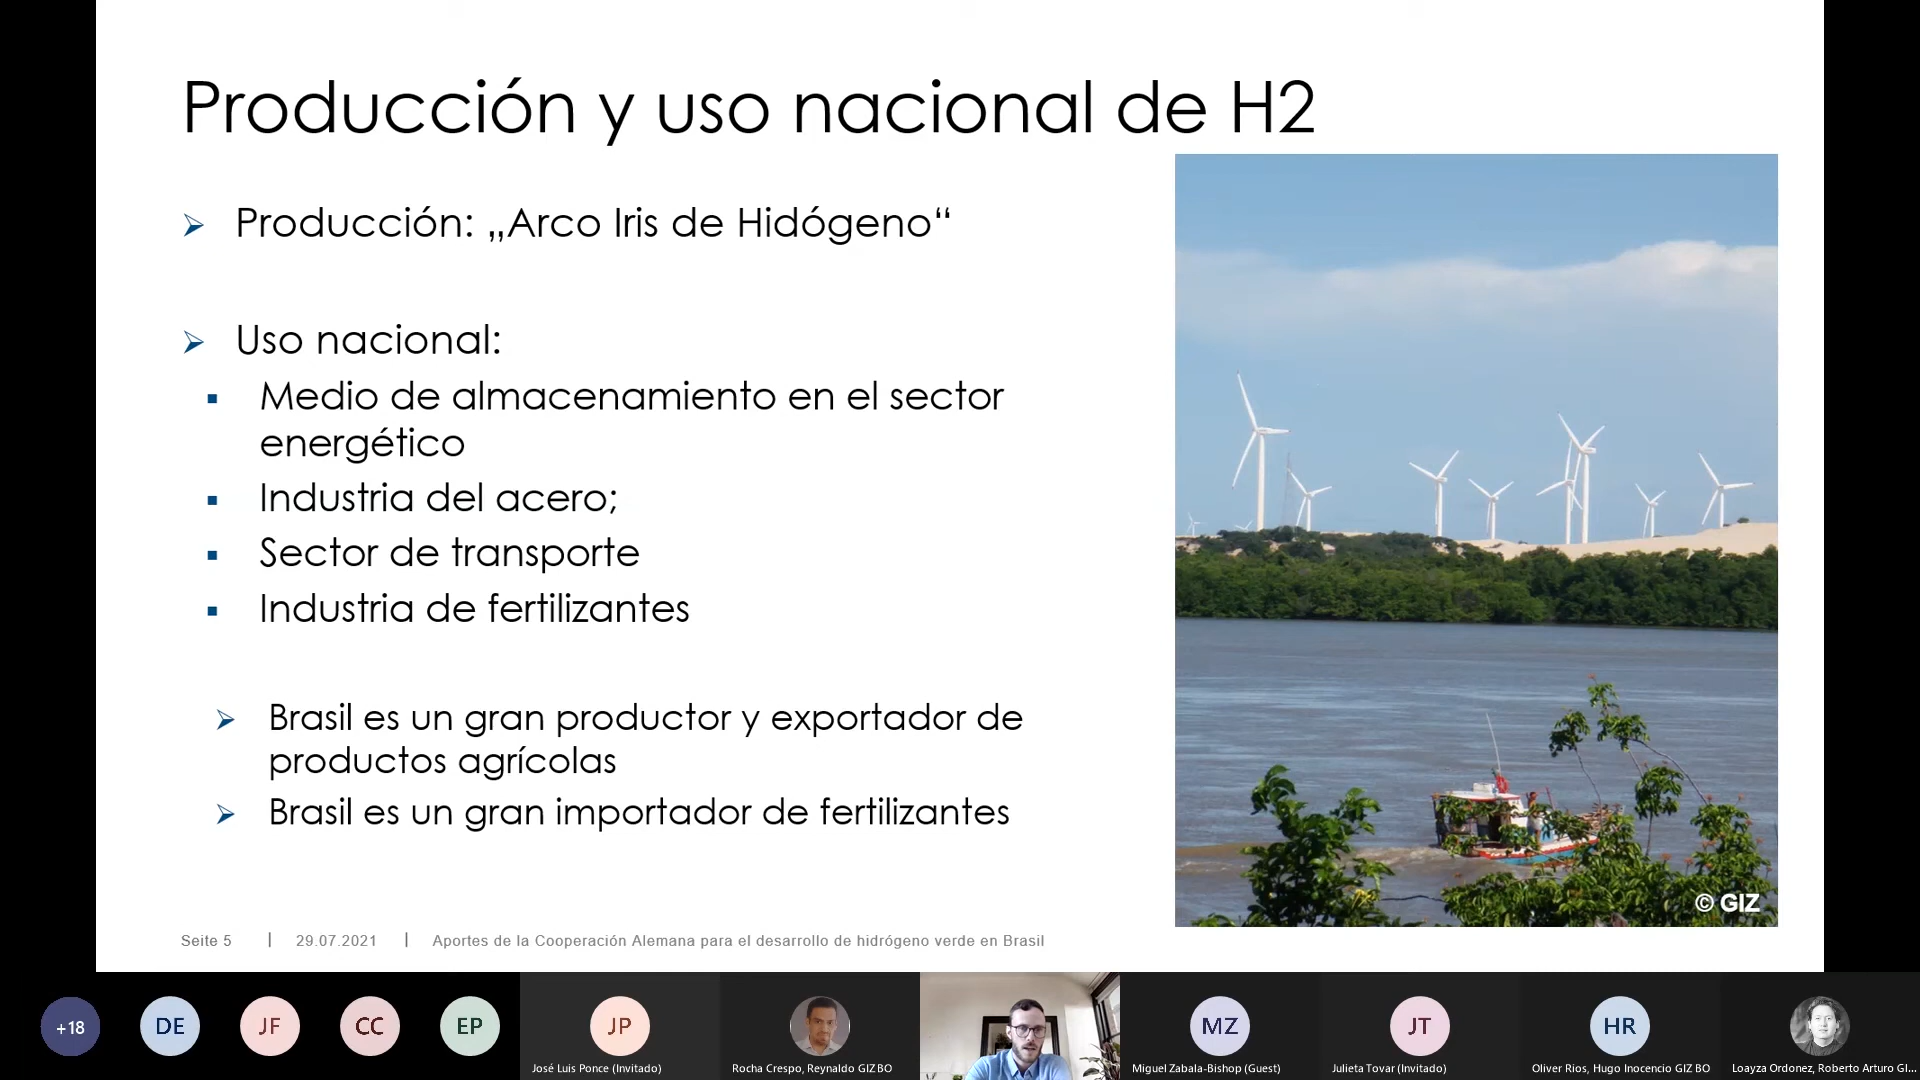 Producción y uso nacional de H2
Producción: „Arco Iris de Hidógeno“
Uso nacional:
Medio de almacenamiento en el sector
energético
Industria del acero;
Sector de transporte
Industria de fertilizantes
Brasil es un gran productor y exportador de
productos agrícolas
Brasil es un gran importador de fertilizantes
© GIZ
Seite 5 | 29.07.2021 | Aportes de la Cooperación Alemana para el desarrollo de hidrógeno verde en Brasil
+18
DE
JF
CC
EP
JP
José Luis Ponce (Invitado)
Rocha Crespo, Reynaldo GIZ BO
MZ
Miguel Zabala-Bishop (Guest)
JT
Julieta Tovar (Invitado)
HR
Oliver Rios, Hugo Inocencio GIZ BO
Loayza Ordonez, Roberto Arturo GI...